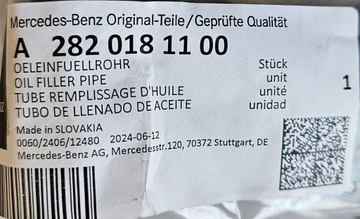 Mercedes-Benz Original-Teile/Geprüfte Qualität
A 282 018 11 00
OELEINFUELLROHR Stück
OIL FILLER PIPE unit
TUBE REMPLISSAGE D'HUILE unité 1
TUBO DE LLENADO DE ACEITE unidad
Made in SLOVAKIA
0060/2406/12480 2024-06-12
Mercedes-Benz AG, Mercedesstr.120, 70372 Stuttgart, DE